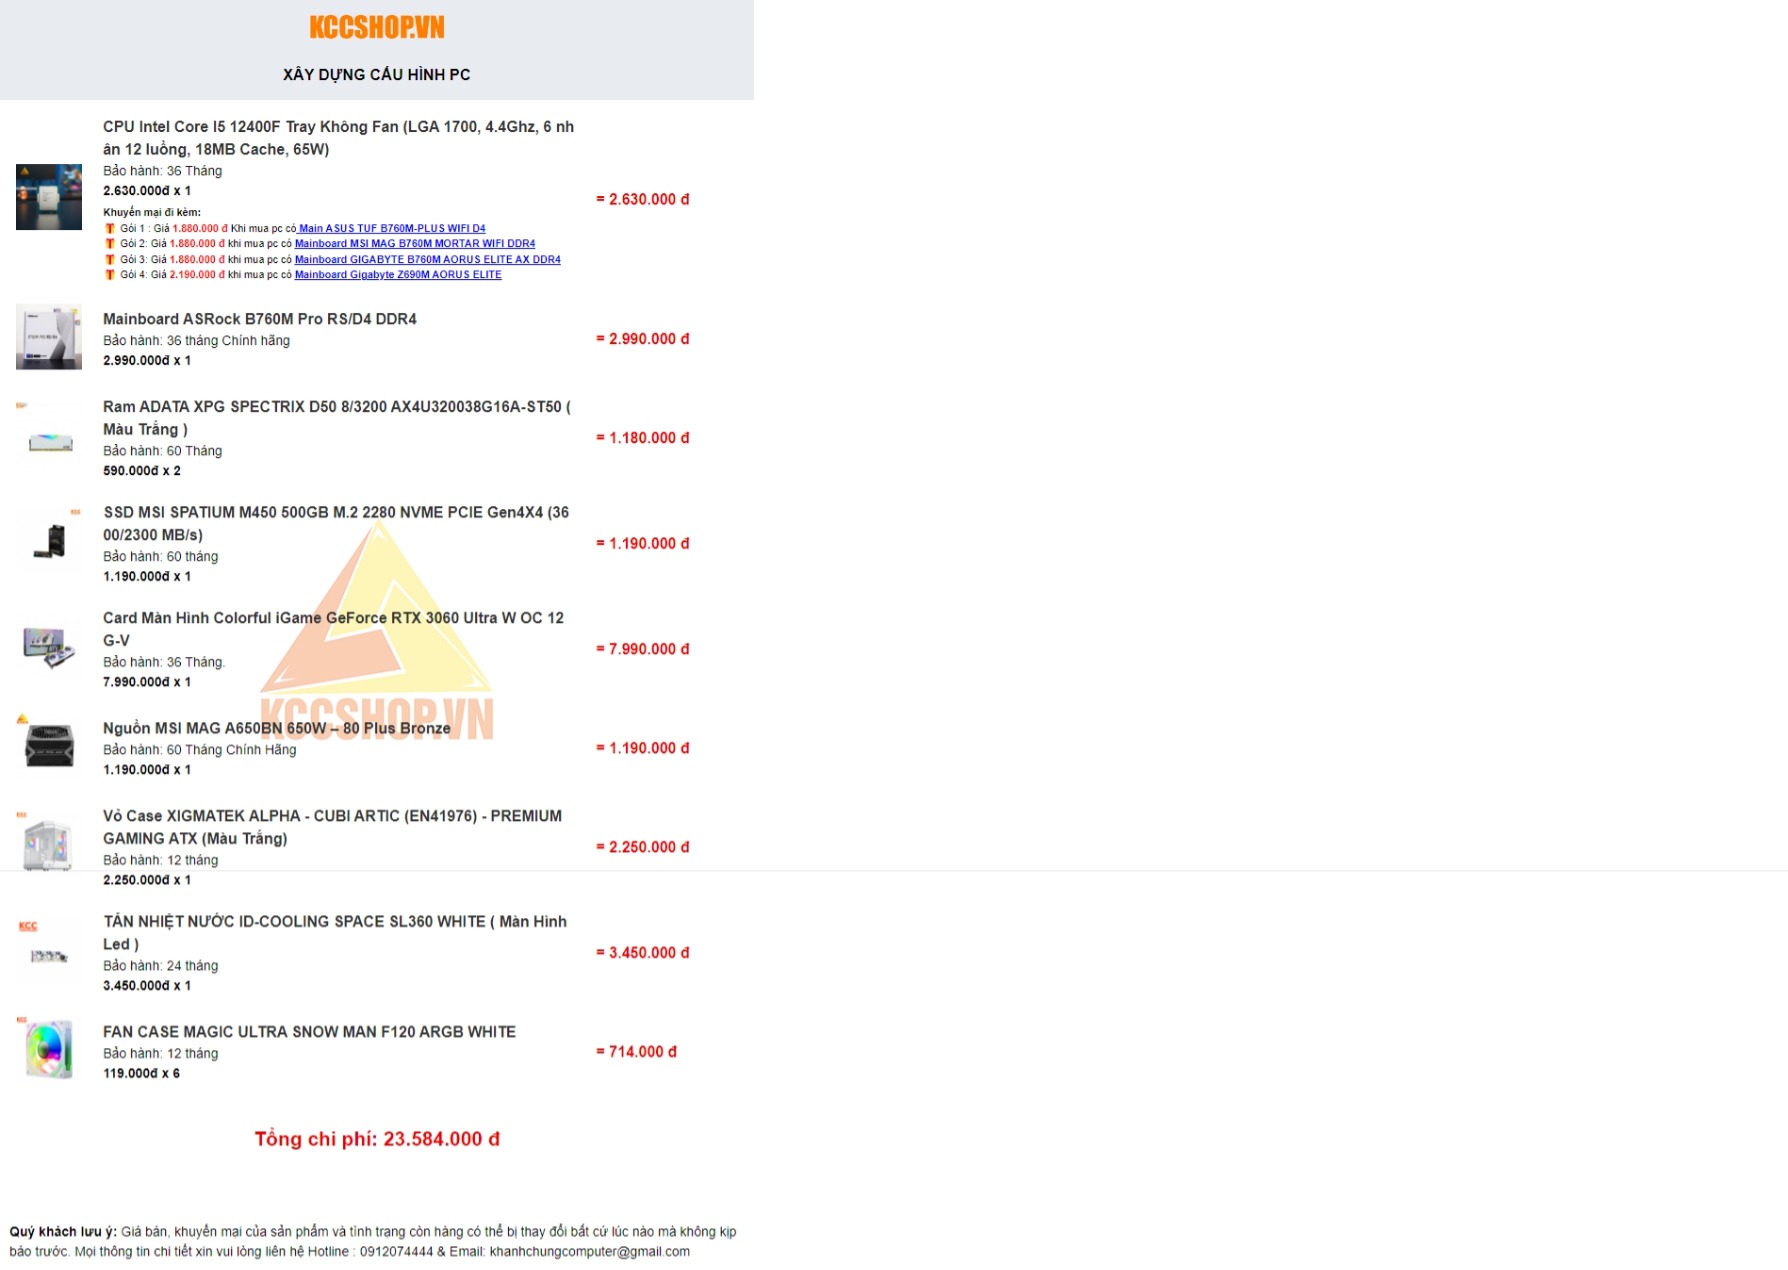 KCCSHOP.VN
XÂY DỰNG CẤU HÌNH PC
CPU Intel Core I5 12400F Tray Không Fan (LGA 1700, 4.4Ghz, 6 nh
ân 12 luồng, 18MB Cache, 65W)
Bảo hành: 36 Tháng
2.630.000đ x 1
= 2.630.000 đ
Khuyến mại đi kèm:
Gói 1 : Giá 1.880.000 đ Khi mua pc có Main ASUS TUF B760M-PLUS WIFI D4
Gói 2: Giá 1.880.000 đ khi mua pc có Mainboard MSI MAG B760M MORTAR WIFI DDR4
Gói 3: Giá 1.880.000 đ khi mua pc có Mainboard GIGABYTE B760M AORUS ELITE AX DDR4
Gói 4: Giá 2.190.000 đ khi mua pc có Mainboard Gigabyte Z690M AORUS ELITE
Mainboard ASRock B760M Pro RS/D4 DDR4
Bảo hành: 36 tháng Chính hãng
2.990.000đ x 1
= 2.990.000 đ
Ram ADATA XPG SPECTRIX D50 8/3200 AX4U320038G16A-ST50 (
Màu Trắng )
Bảo hành: 60 Tháng
590.000đ x 2
= 1.180.000 đ
SSD MSI SPATIUM M450 500GB M.2 2280 NVME PCIE Gen4X4 (36
00/2300 MB/s)
Bảo hành: 60 tháng
1.190.000đ x 1
= 1.190.000 đ
Card Màn Hình Colorful iGame GeForce RTX 3060 Ultra W OC 12
G-V
Bảo hành: 36 Tháng.
7.990.000đ x 1
= 7.990.000 đ
KCCSHOP.VN
Nguồn MSI MAG A650BN 650W – 80 Plus Bronze
Bảo hành: 60 Tháng Chính Hãng
1.190.000đ x 1
= 1.190.000 đ
Vỏ Case XIGMATEK ALPHA - CUBI ARTIC (EN41976) - PREMIUM
GAMING ATX (Màu Trắng)
Bảo hành: 12 tháng
2.250.000đ x 1
= 2.250.000 đ
KCC
TẢN NHIỆT NƯỚC ID-COOLING SPACE SL360 WHITE ( Màn Hình
Led )
Bảo hành: 24 tháng
3.450.000đ x 1
= 3.450.000 đ
KCC
FAN CASE MAGIC ULTRA SNOW MAN F120 ARGB WHITE
Bảo hành: 12 tháng
119.000đ x 6
= 714.000 đ
Tổng chi phí: 23.584.000 đ
Quý khách lưu ý: Giá bán, khuyến mại của sản phẩm và tình trạng còn hàng có thể bị thay đổi bất cứ lúc nào mà không kịp
báo trước. Mọi thông tin chi tiết xin vui lòng liên hệ Hotline : 0912074444 & Email: khanhchungcomputer@gmail.com